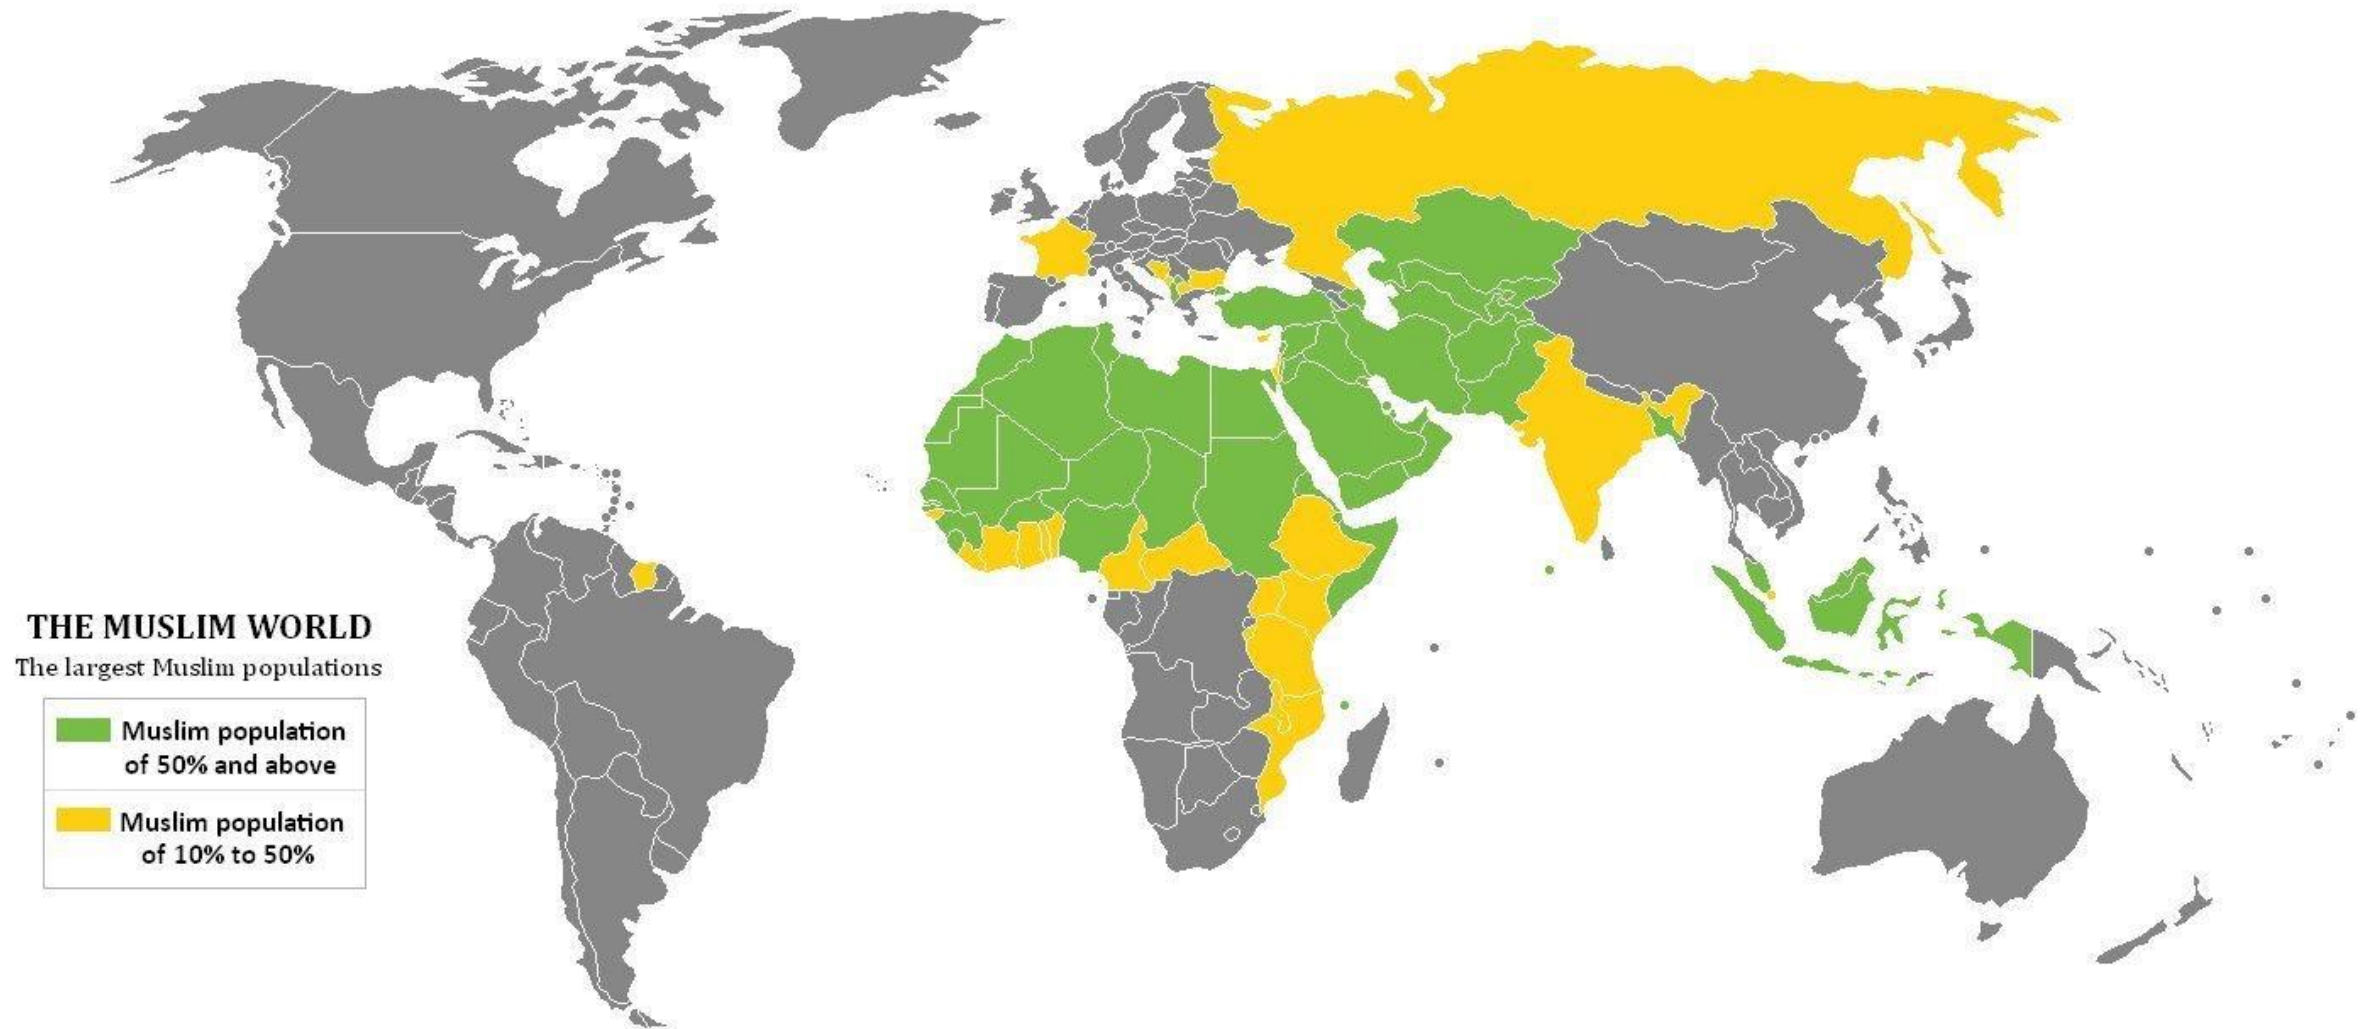 THE MUSLIM WORLD
The largest Muslim populations
Muslim population
of 50% and above
Muslim population
of 10% to 50%